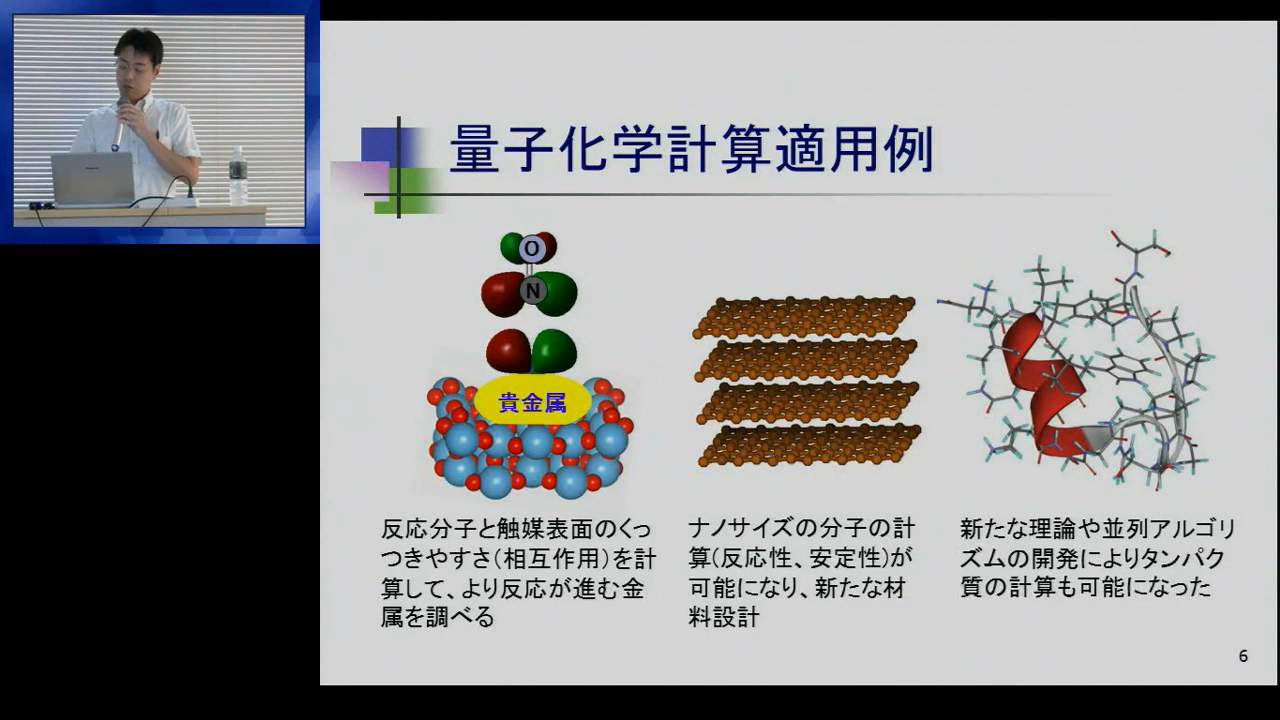 量子化学計算適用例
O
N
貴金属
反応分子と触媒表面のくっ
つきやすさ(相互作用)を計
算して、より反応が進む金
属を調べる
ナノサイズの分子の計
算(反応性、安定性)が
可能になり、新たな材
料設計
新たな理論や並列アルゴリ
ズムの開発によりタンパク
質の計算も可能になった
6